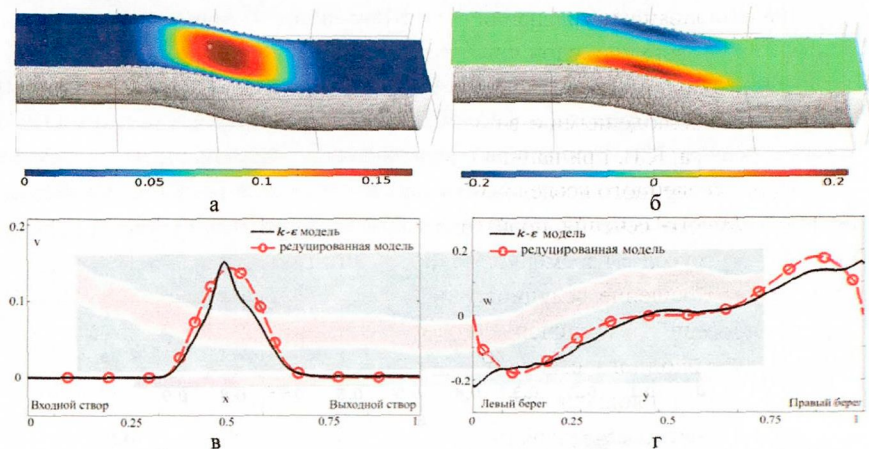 0 0.05 0.1 0.15
-0.2 0 0.2
а б
0.2
v
k-ε модель
редуцированная модель
0.1
0
Входной створ x Выходной створ
0 0.25 0.5 0.75 1
в
k-ε модель
редуцированная модель
0.2
w
0
-0.2
Левый берег y Правый берег
0 0.25 0.5 0.75 1
г